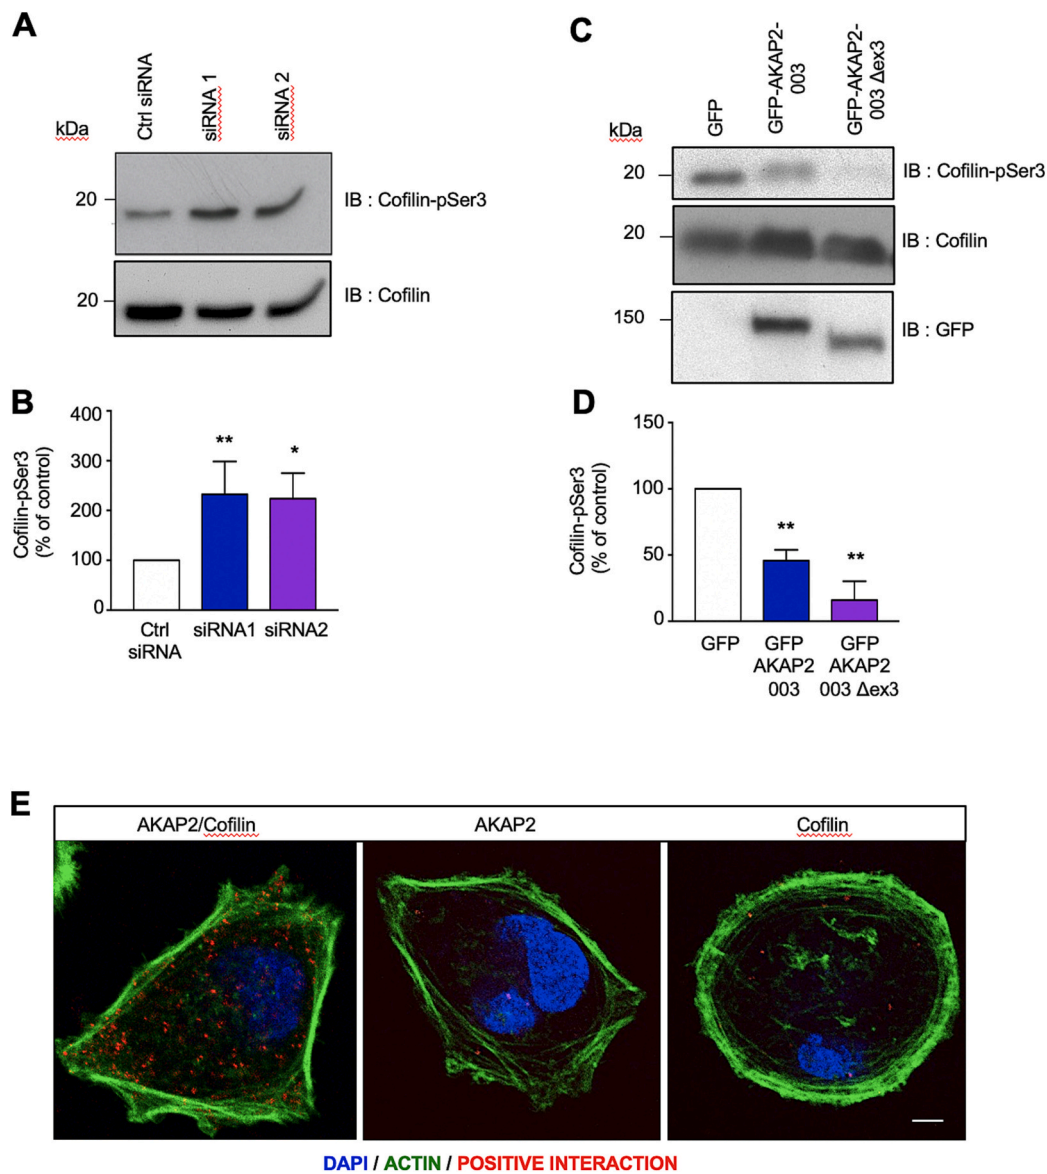 A
kDa
Ctrl siRNA
siRNA 1
siRNA 2
20
IB : Cofilin-pSer3
20
IB : Cofilin
B
Cofilin-pSer3
(% of control)
400
300
200
100
0
**
*
Ctrl
siRNA
siRNA1
siRNA2
C
kDa
GFP
GFP-AKAP2-
003
GFP-AKAP2-
003 Δex3
20
IB : Cofilin-pSer3
20
IB : Cofilin
150
IB : GFP
D
Cofilin-pSer3
(% of control)
150
100
50
0
**
**
GFP
GFP
AKAP2
003
GFP
AKAP2
003 Δex3
E
AKAP2/Cofilin
AKAP2
Cofilin
DAPI / ACTIN / POSITIVE INTERACTION